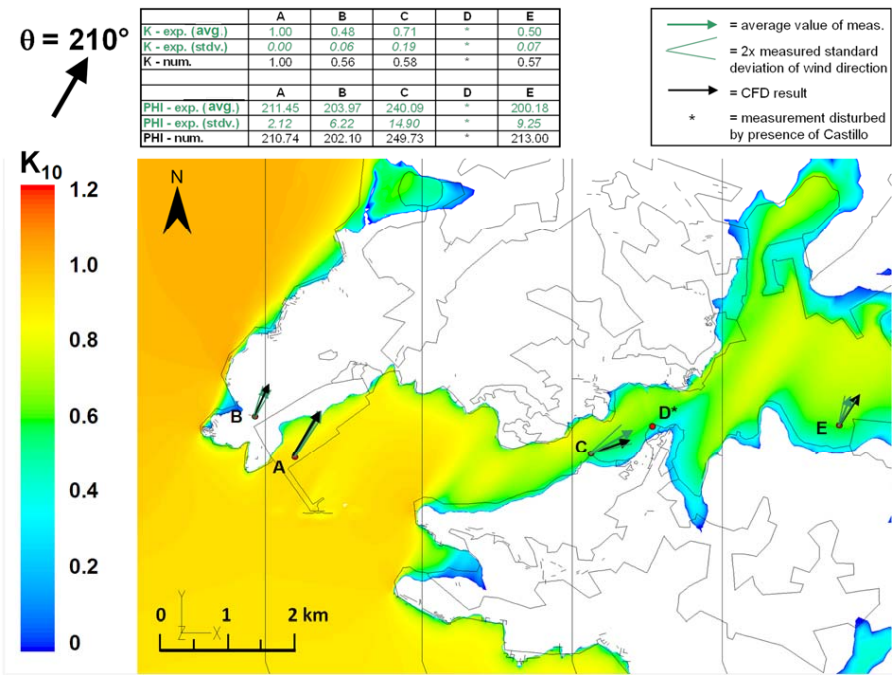 θ = 210°
A B C D E
K - exp. (avg.) 1.00 0.48 0.71 * 0.50
K - exp. (stdv.) 0.00 0.06 0.19 * 0.07
K - num. 1.00 0.56 0.58 * 0.57
A B C D E
PHI - exp. (avg.) 211.45 203.97 240.09 * 200.18
PHI - exp. (stdv.) 2.12 6.22 14.90 * 9.25
PHI - num. 210.74 202.10 249.73 * 213.00
= average value of meas.
= 2x measured standard
deviation of wind direction
= CFD result
* = measurement disturbed
by presence of Castillo
K10
1.2
1.0
0.8
0.6
0.4
0.2
0
N
B
A
C
D*
E
0 1 2 km
Y
Z X